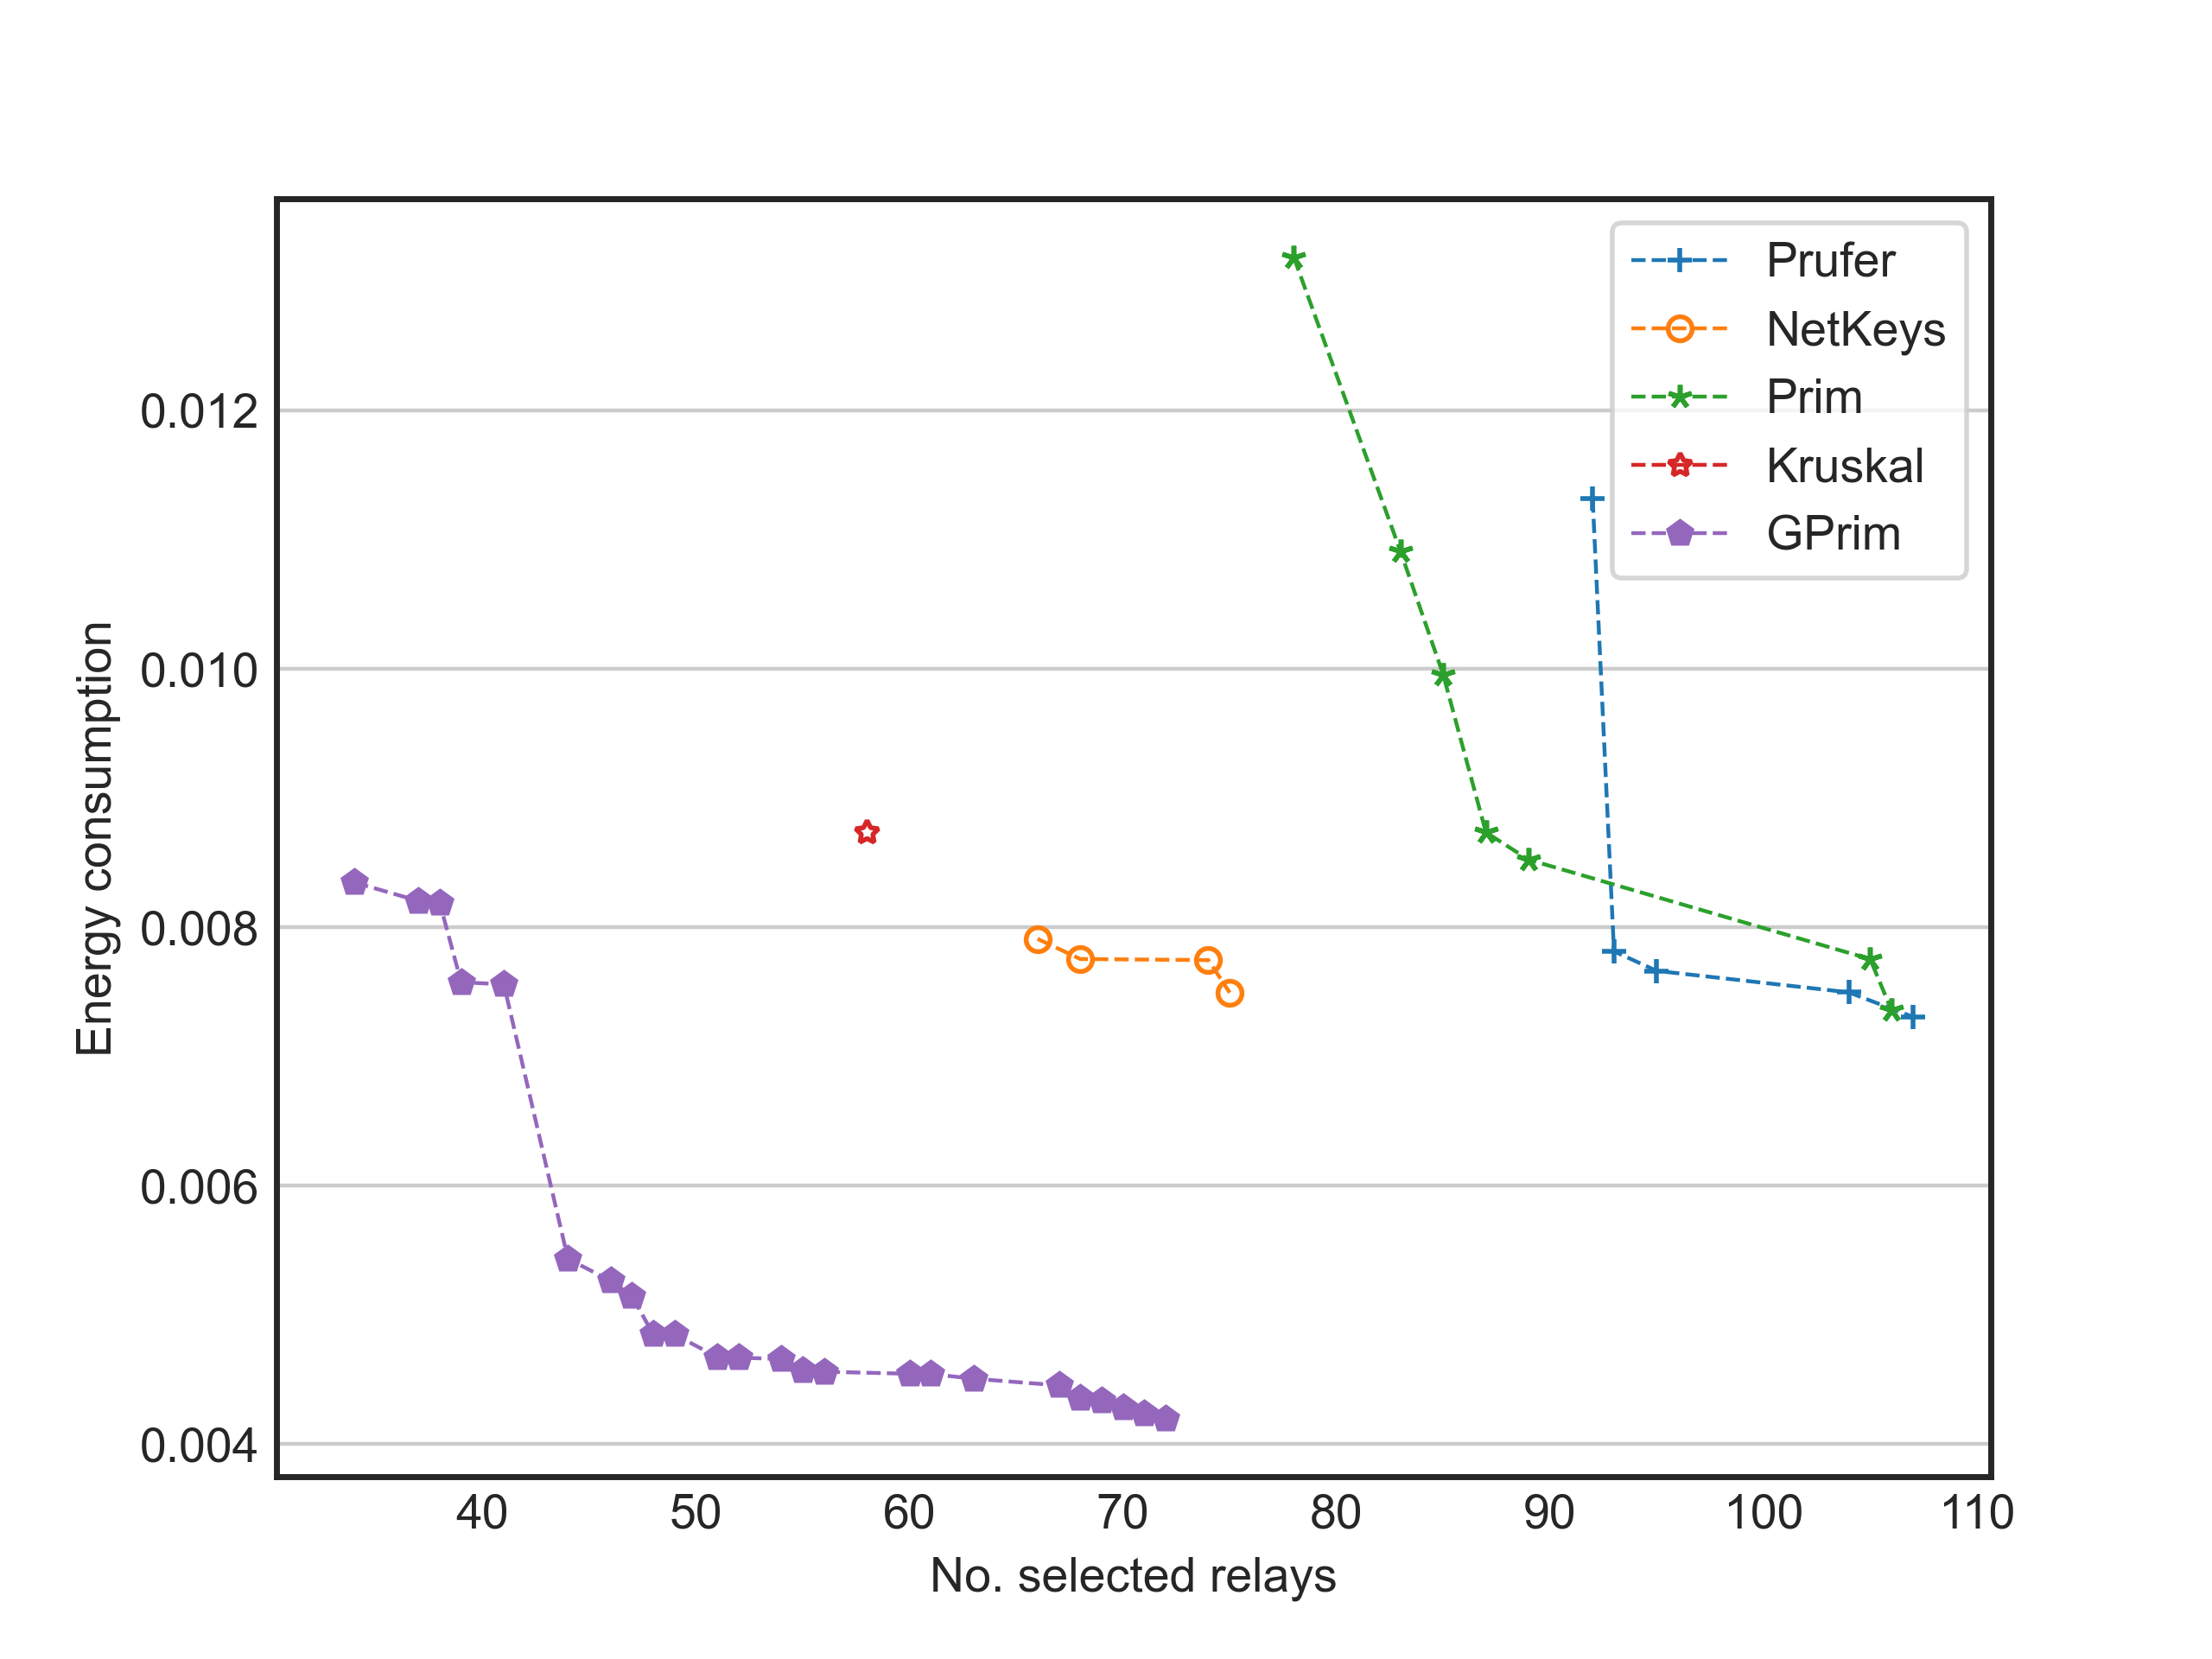 Prufer
NetKeys
Prim
Kruskal
GPrim
0.012
0.010
0.008
0.006
0.004
Energy consumption
40 50 60 70 80 90 100 110
No. selected relays